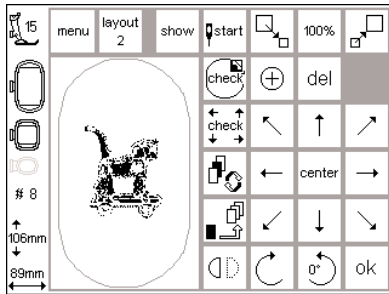 15
menu
layout
2
show
start
100%
check
del
check
center
# 8
106mm
89mm
0°
ok